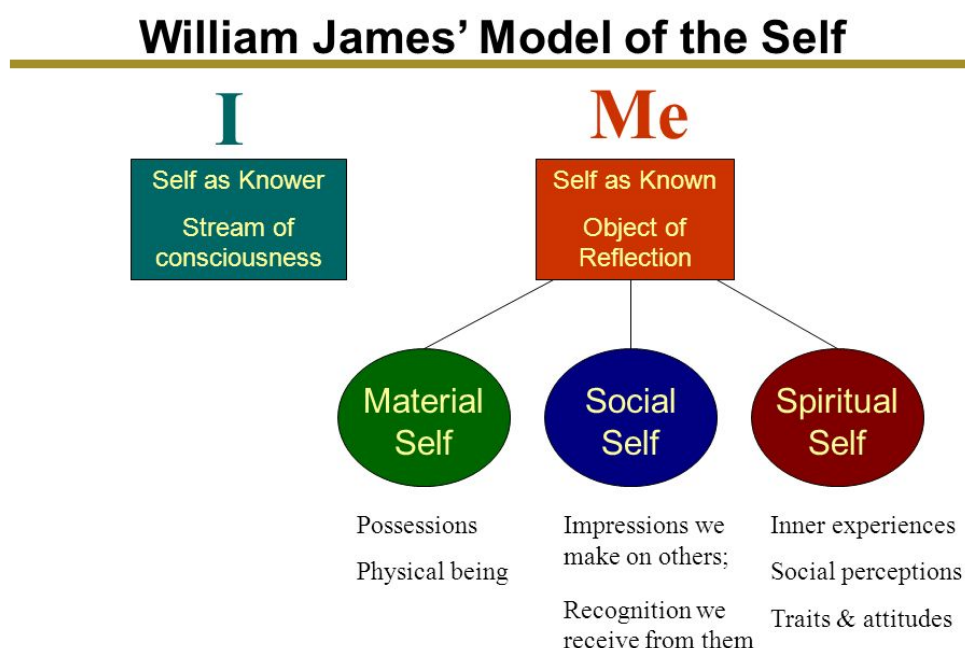 William James’ Model of the Self
I
Me
Self as Knower
Stream of
consciousness
Self as Known
Object of
Reflection
Material
Self
Social
Self
Spiritual
Self
Possessions
Physical being
Impressions we
make on others;
Recognition we
receive from them
Inner experiences
Social perceptions
Traits & attitudes